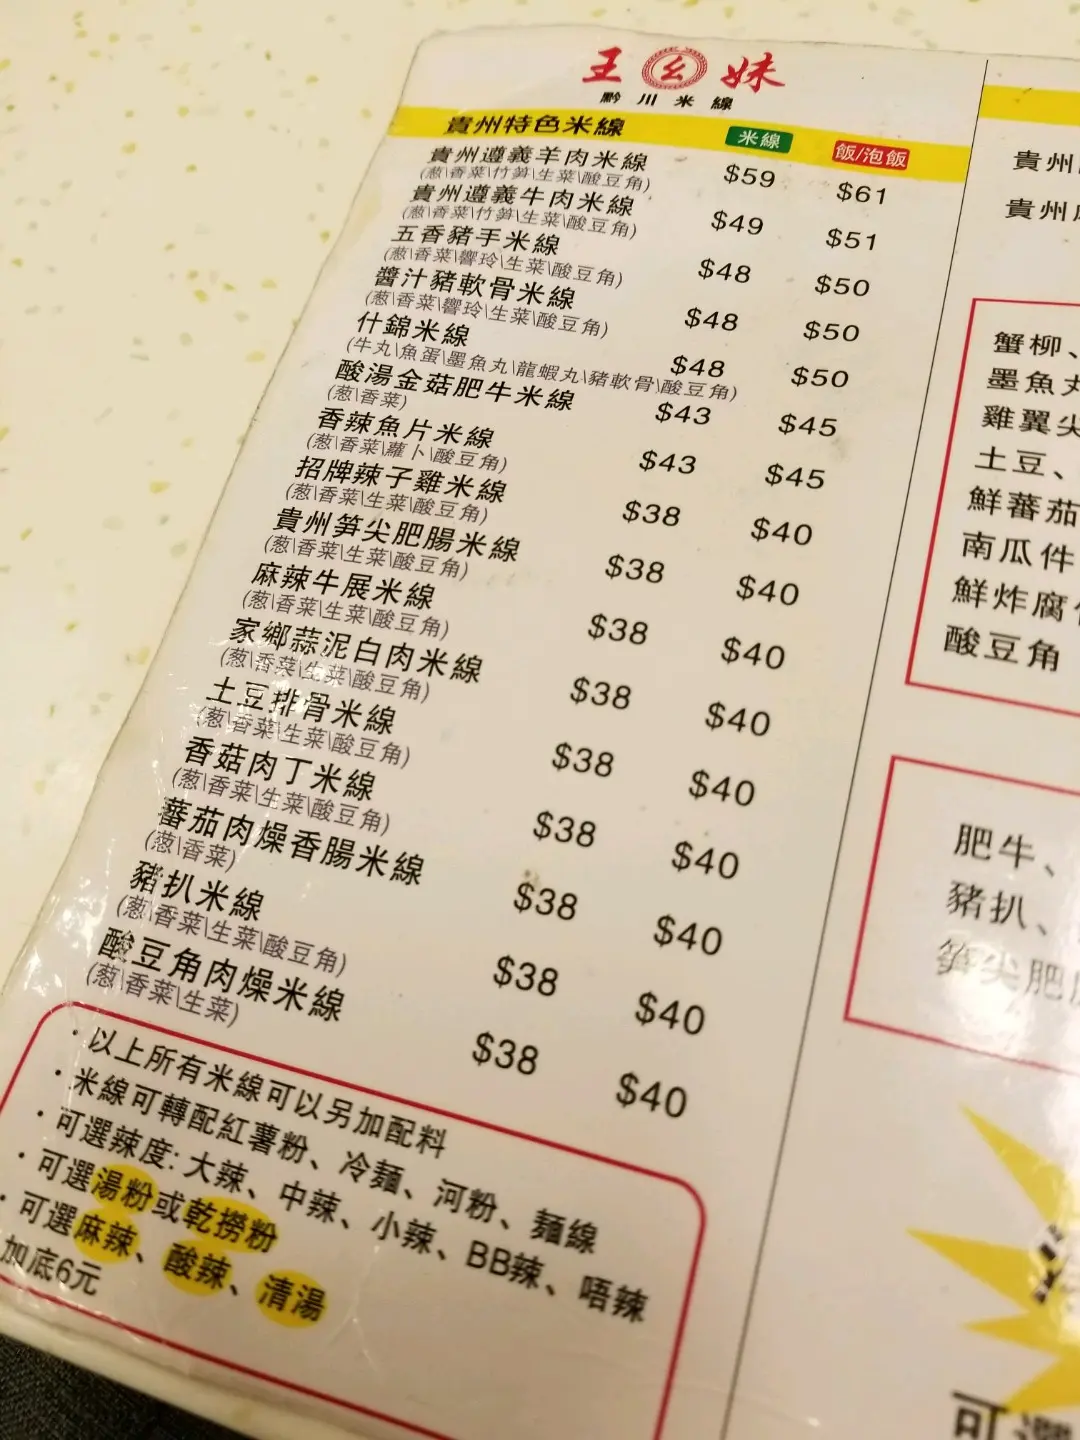 王幺妹
黔川米線
貴州特色米線 米線 飯/泡飯
貴州遵義羊肉米線 $59 $61
(葱\香菜\竹笋\生菜\酸豆角)
貴州遵義牛肉米線 $49 $51
(葱\香菜\竹笋\生菜\酸豆角)
五香豬手米線 $48 $50
(葱\香菜\響玲\生菜\酸豆角)
醬汁豬軟骨米線 $48 $50
(葱\香菜\響玲\生菜\酸豆角)
什錦米線 $48 $50
(牛丸\魚蛋\墨魚丸\龍蝦丸\豬軟骨\酸豆角)
酸湯金菇肥牛米線 $43 $45
(葱\香菜)
香辣魚片米線 $43 $45
(葱\香菜\蘿卜\酸豆角)
招牌辣子雞米線 $38 $40
(葱\香菜\生菜\酸豆角)
貴州笋尖肥腸米線 $38 $40
(葱\香菜\生菜\酸豆角)
麻辣牛展米線 $38 $40
(葱\香菜\生菜\酸豆角)
家鄉蒜泥白肉米線 $38 $40
(葱\香菜\生菜\酸豆角)
土豆排骨米線 $38 $40
(葱\香菜\生菜\酸豆角)
香菇肉丁米線 $38 $40
(葱\香菜\生菜\酸豆角)
蕃茄肉燥香腸米線 $38 $40
(葱\香菜)
豬扒米線 $38 $40
(葱\香菜\生菜\酸豆角)
酸豆角肉燥米線 $38 $40
(葱\香菜\生菜)
·以上所有米線可以另加配料
·米線可轉配紅薯粉、冷麵、河粉、麵線
·可選辣度: 大辣、中辣、小辣、BB辣、唔辣
·可選湯粉或乾撈粉
·可選麻辣、酸辣、清湯
加底6元
貴州
貴州
蟹柳、
墨魚丸
雞翼尖
土豆、
鮮蕃茄
南瓜件
鮮炸腐
酸豆角
肥牛、
豬扒、
笋尖肥
可選